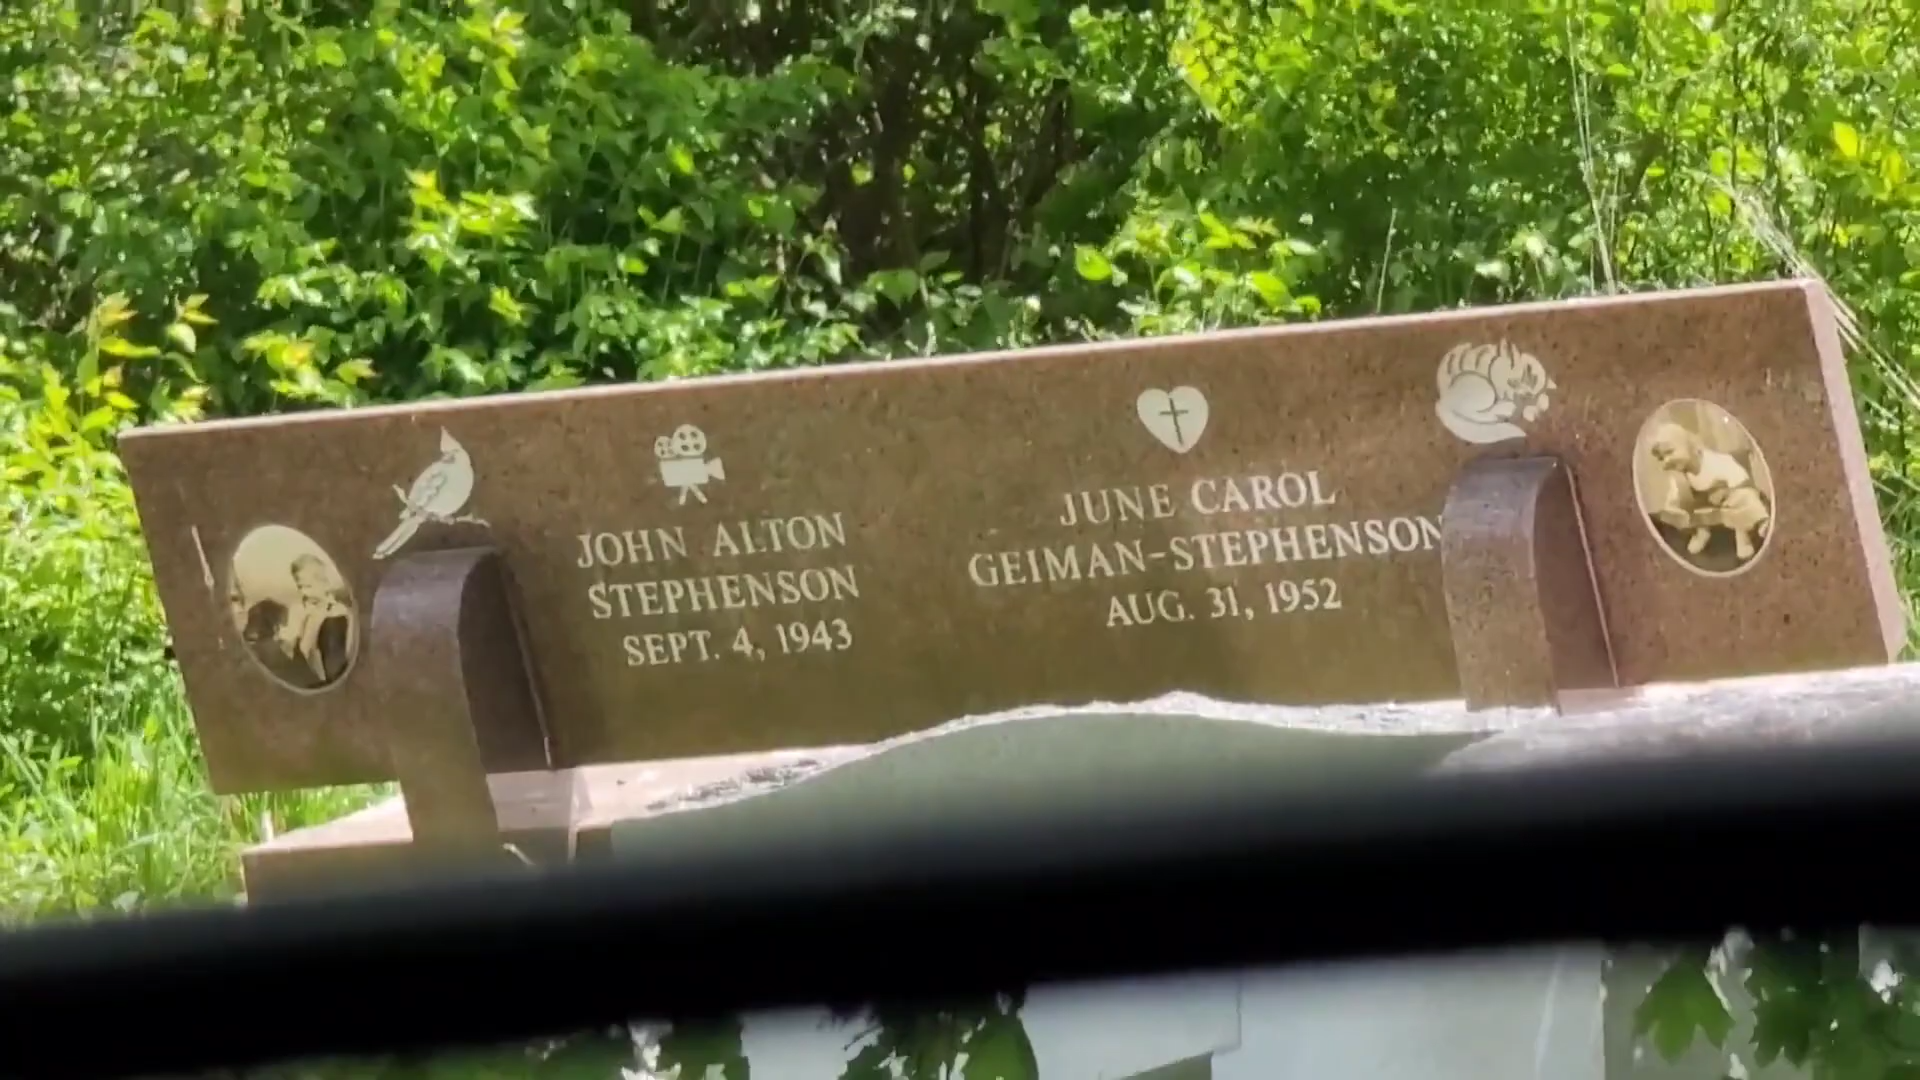 JOHN ALTON
STEPHENSON
SEPT. 4, 1943
JUNE CAROL
GEIMAN-STEPHENSON
AUG. 31, 1952